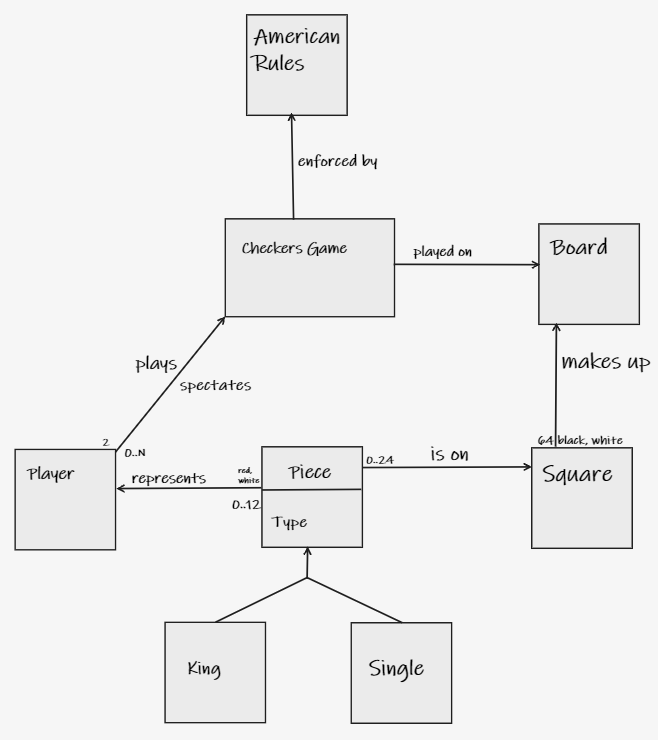 American
Rules
enforced by
Checkers Game
played on
Board
plays
spectates
makes up
2
0..N
64 black, white
Player
represents
red,
white
0..12
Piece
Type
0..24
is on
Square
King
Single